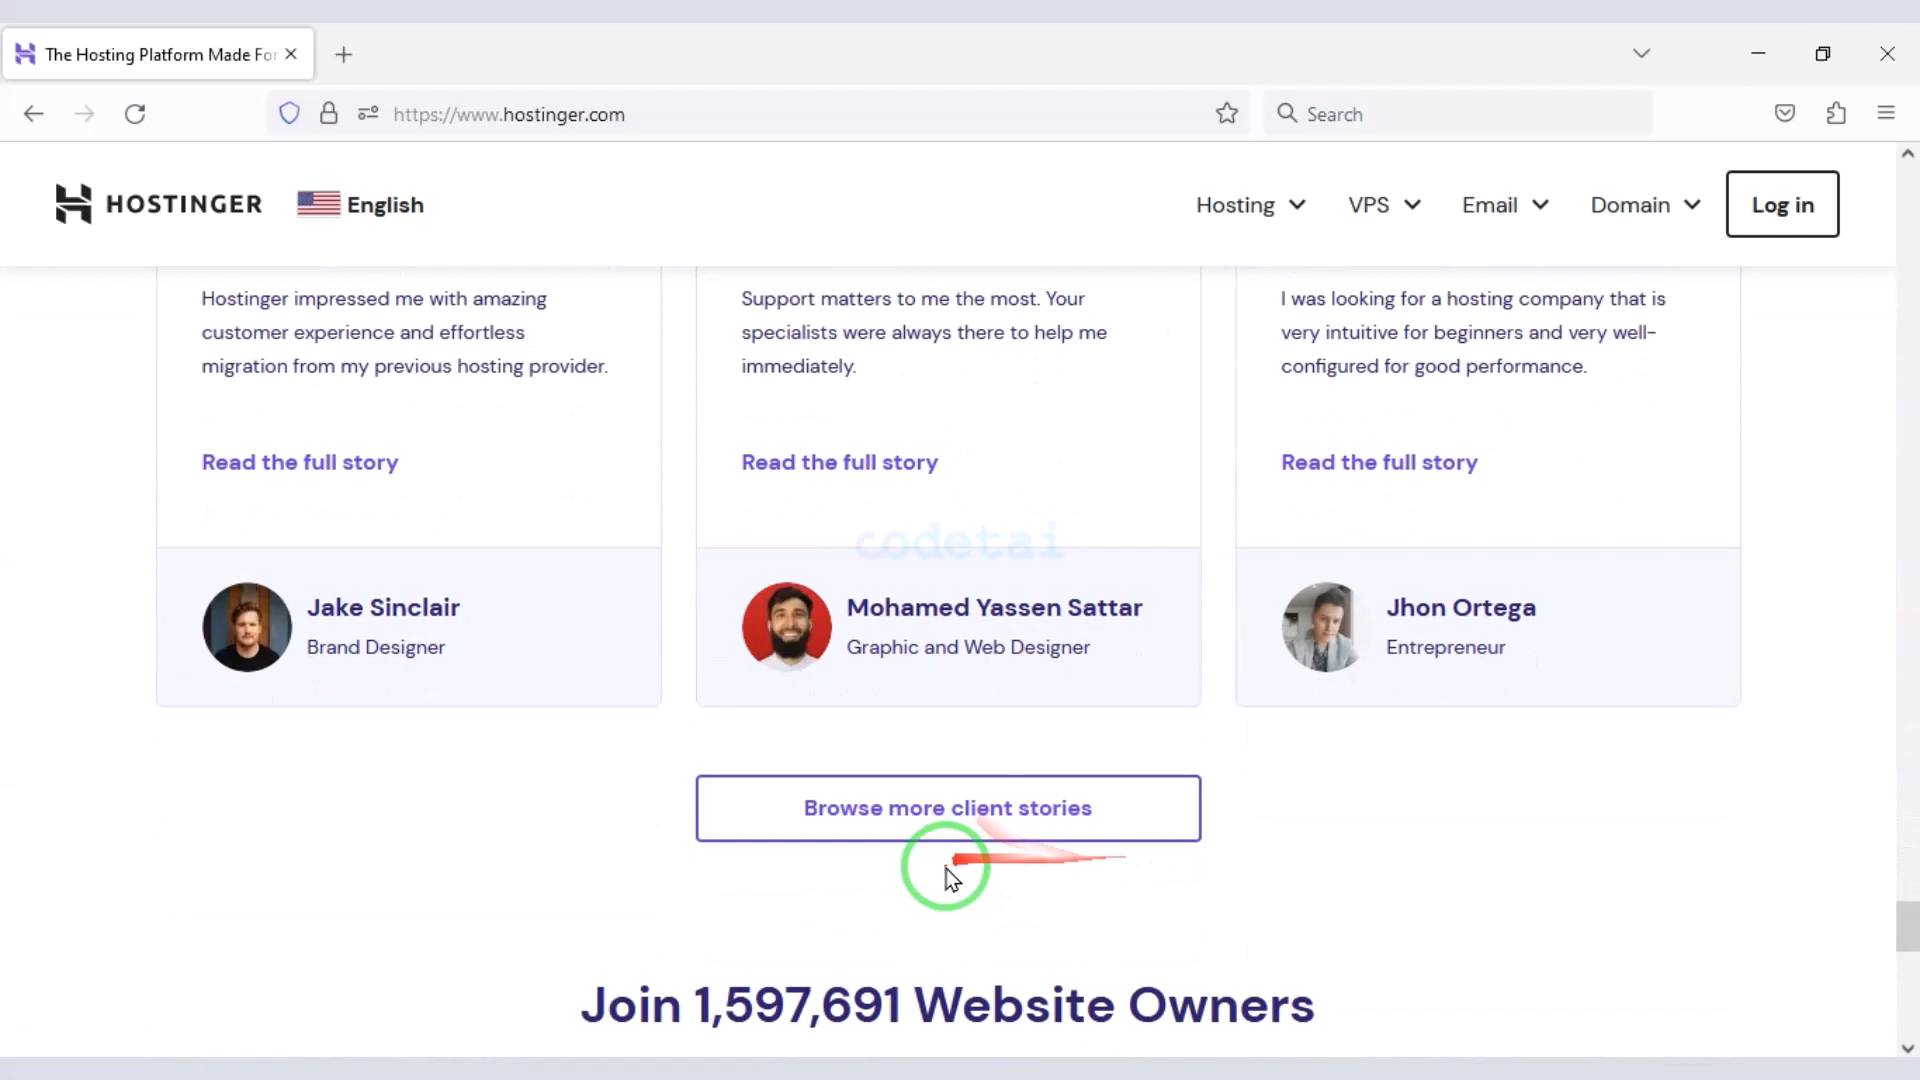 The Hosting Platform Made For
https://www.hostinger.com
Search
HOSTINGER
English
Hosting
VPS
Email
Domain
Log in
Hostinger impressed me with amazing
customer experience and effortless
migration from my previous hosting provider.
Read the full story
Jake Sinclair
Brand Designer
Support matters to me the most. Your
specialists were always there to help me
immediately.
Read the full story
codetai
Mohamed Yassen Sattar
Graphic and Web Designer
I was looking for a hosting company that is
very intuitive for beginners and very well-
configured for good performance.
Read the full story
Jhon Ortega
Entrepreneur
Browse more client stories
Join 1,597,691 Website Owners